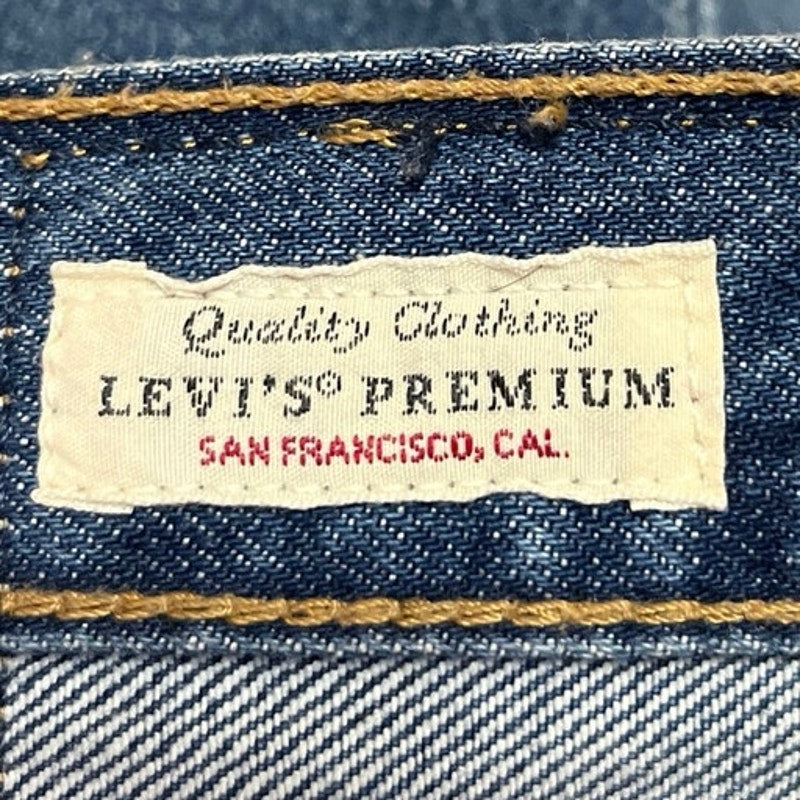 Quality Clothing
LEVI'S® PREMIUM
SAN FRANCISCO, CAL.